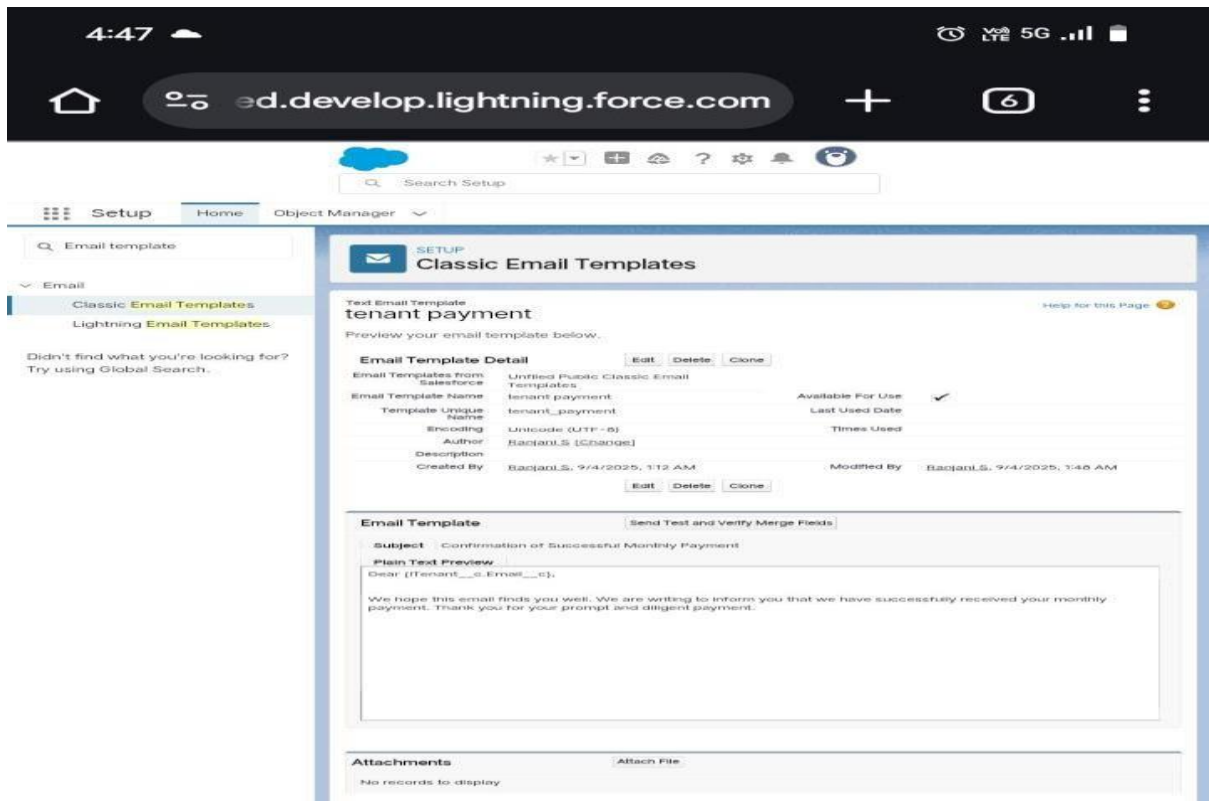 4:47
VoD LTE 5G
ed.develop.lightning.force.com
6
Search Setup
Setup Home Object Manager
Email template
SETUP
Classic Email Templates
Email
Classic Email Templates
Lightning Email Templates
Didn't find what you're looking for?
Try using Global Search.
Text Email Template
tenant payment
Help for this Page
Preview your email template below.
Email Template Detail Edit Delete Clone
Email Templates from Salesforce Unfiled Public Classic Email Templates
Email Template Name tenant payment Available For Use
Template Unique Name tenant_payment Last Used Date
Encoding Unicode (UTF-8) Times Used
Author Ranjani S [Change]
Description
Created By Ranjani S, 9/4/2025, 1:12 AM Modified By Ranjani S, 9/4/2025, 1:46 AM
Edit Delete Clone
Email Template Send Test and Verify Merge Fields
Subject Confirmation of Successful Monthly Payment
Plain Text Preview
Dear {!Tenant__c.Email__c},
We hope this email finds you well. We are writing to inform you that we have successfully received your monthly
payment. Thank you for your prompt and diligent payment.
Attachments Attach File
No records to display